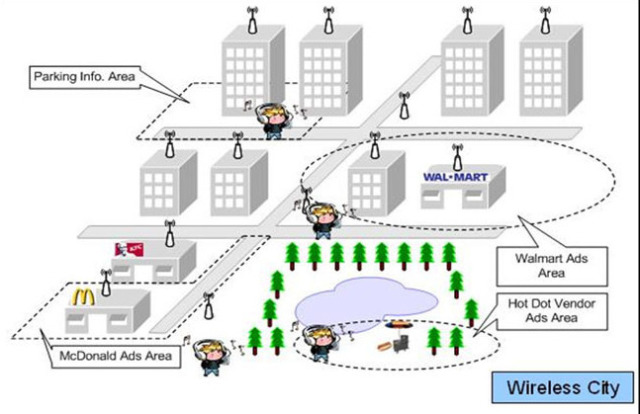 Parking Info. Area
WAL★MART
KFC
Walmart Ads
Area
Hot Dot Vendor
Ads Area
McDonald Ads Area
Wireless City